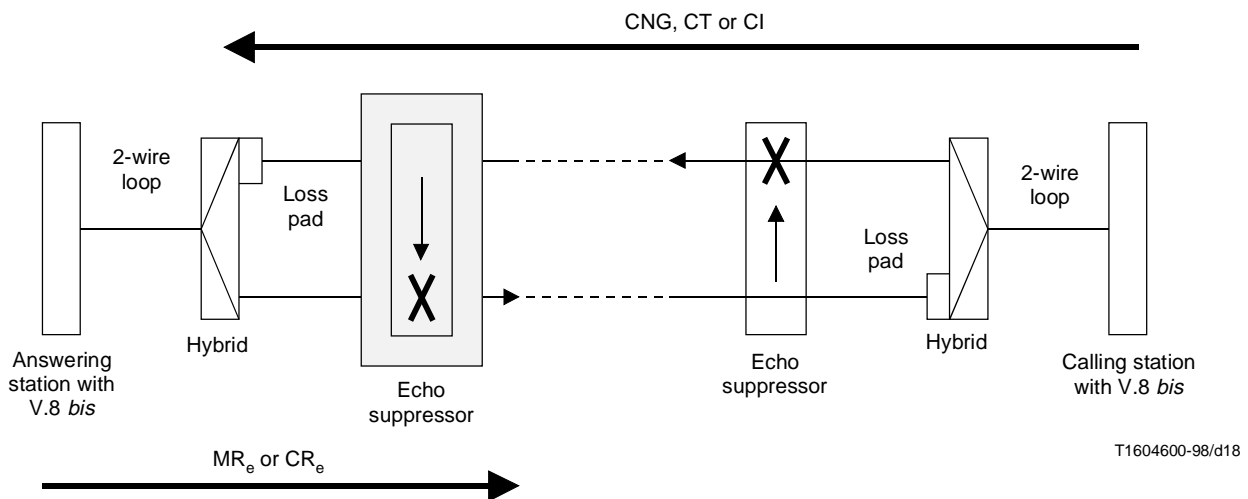 CNG, CT or CI
2-wire
loop
Loss
pad
Hybrid
Answering
station with
V.8 bis
Echo
suppressor
Echo
suppressor
Loss
pad
2-wire
loop
Hybrid
Calling station
with V.8 bis
MRe or CRe
T1604600-98/d18